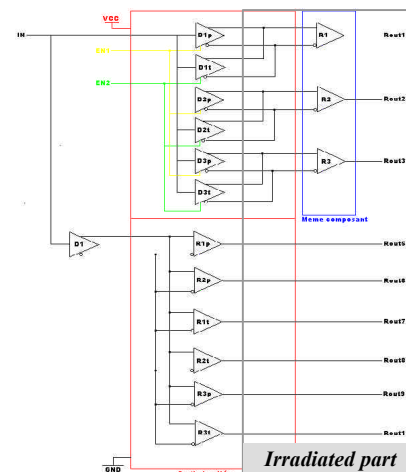 VCC
IN
EN1
EN2
D1p
R1
Rout1
D1t
D2p
R2
Rout2
D2t
D3p
R3
Rout3
D3t
Meme composant
D1
R1p
Rout5
R2p
Rout6
R1t
Rout7
R2t
Rout8
R3p
Rout9
R3t
Rout1
GND
Irradiated part